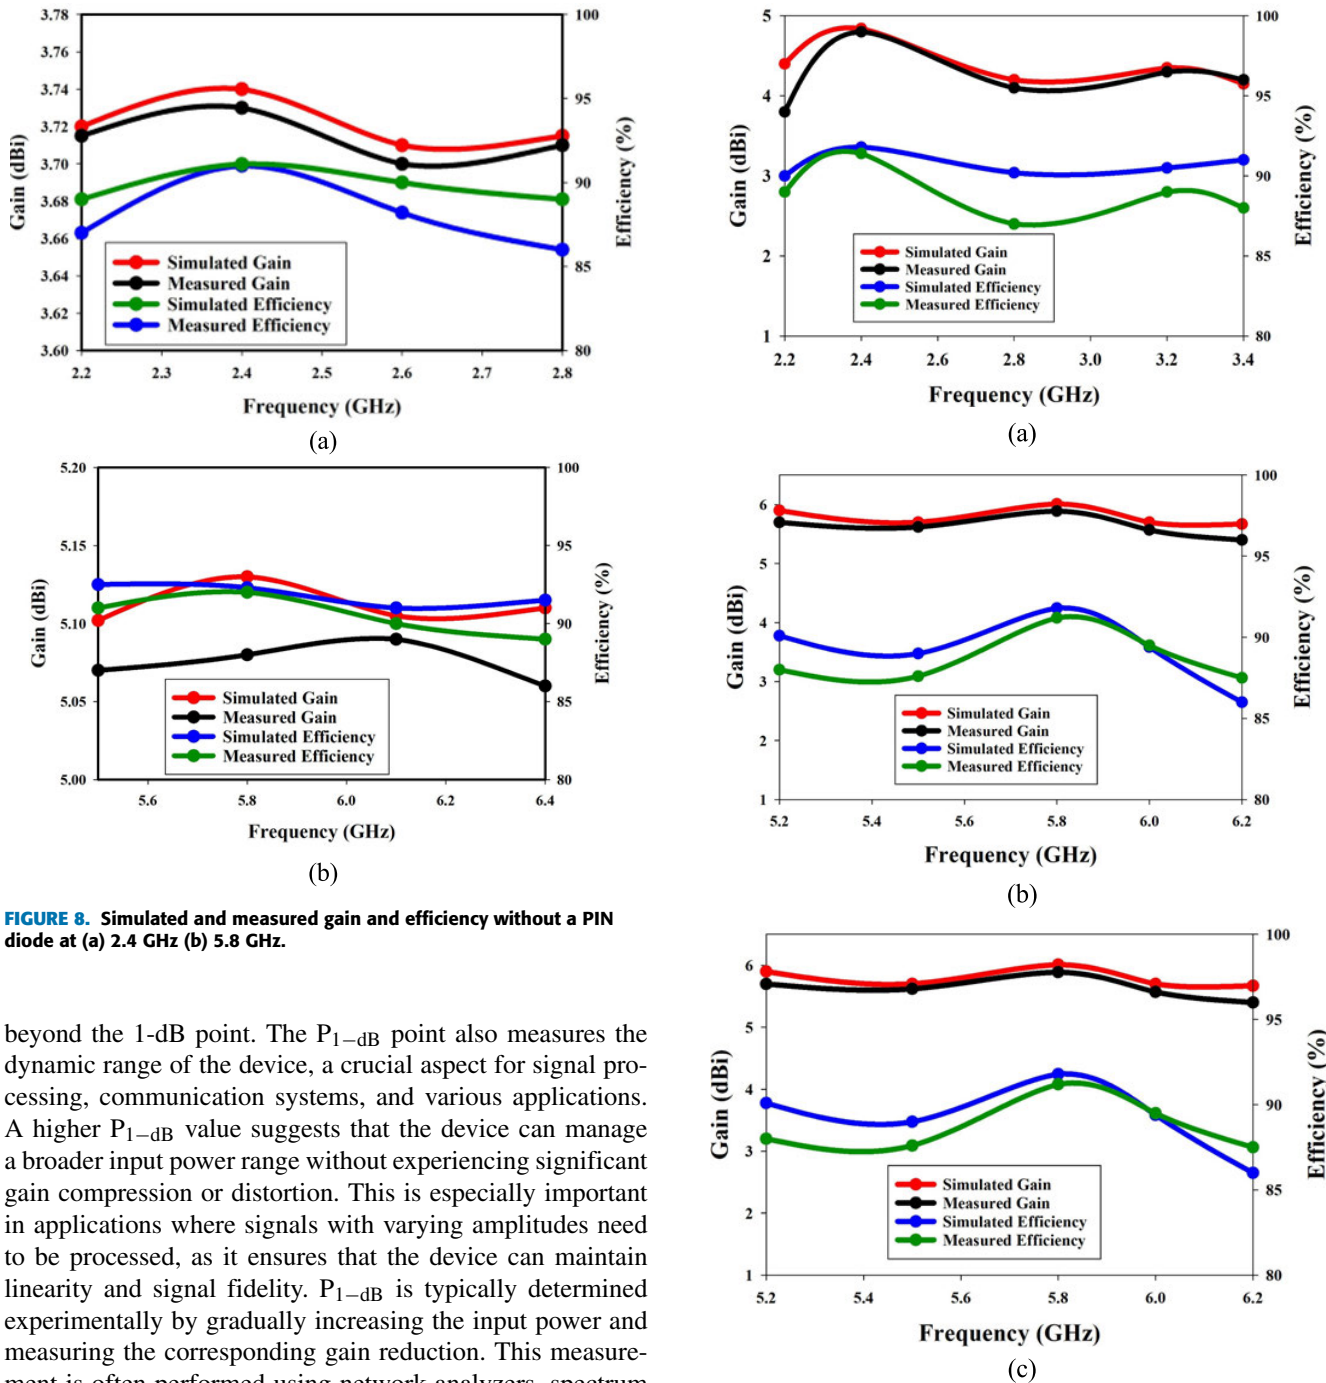 3.78
3.76
3.74
3.72
3.70
3.68
3.66
3.64
3.62
3.60
Gain (dBi)
100
95
90
85
80
Efficiency (%)
Simulated Gain
Measured Gain
Simulated Efficiency
Measured Efficiency
2.2 2.3 2.4 2.5 2.6 2.7 2.8
Frequency (GHz)
(a)
5.20
5.15
5.10
5.05
5.00
Gain (dBi)
100
95
90
85
80
Efficiency (%)
Simulated Gain
Measured Gain
Simulated Efficiency
Measured Efficiency
5.6 5.8 6.0 6.2 6.4
Frequency (GHz)
(b)
FIGURE 8. Simulated and measured gain and efficiency without a PIN
diode at (a) 2.4 GHz (b) 5.8 GHz.
beyond the 1-dB point. The P1−dB point also measures the
dynamic range of the device, a crucial aspect for signal pro-
cessing, communication systems, and various applications.
A higher P1−dB value suggests that the device can manage
a broader input power range without experiencing significant
gain compression or distortion. This is especially important
in applications where signals with varying amplitudes need
to be processed, as it ensures that the device can maintain
linearity and signal fidelity. P1−dB is typically determined
experimentally by gradually increasing the input power and
measuring the corresponding gain reduction. This measure-
ment is often performed using network analyzers, spectrum
5
4
3
2
1
Gain (dBi)
100
95
90
85
80
Efficiency (%)
Simulated Gain
Measured Gain
Simulated Efficiency
Measured Efficiency
2.2 2.4 2.6 2.8 3.0 3.2 3.4
Frequency (GHz)
(a)
6
5
4
3
2
1
Gain (dBi)
100
95
90
85
80
Efficiency (%)
Simulated Gain
Measured Gain
Simulated Efficiency
Measured Efficiency
5.2 5.4 5.6 5.8 6.0 6.2
Frequency (GHz)
(b)
6
5
4
3
2
1
Gain (dBi)
100
95
90
85
80
Efficiency (%)
Simulated Gain
Measured Gain
Simulated Efficiency
Measured Efficiency
5.2 5.4 5.6 5.8 6.0 6.2
Frequency (GHz)
(c)